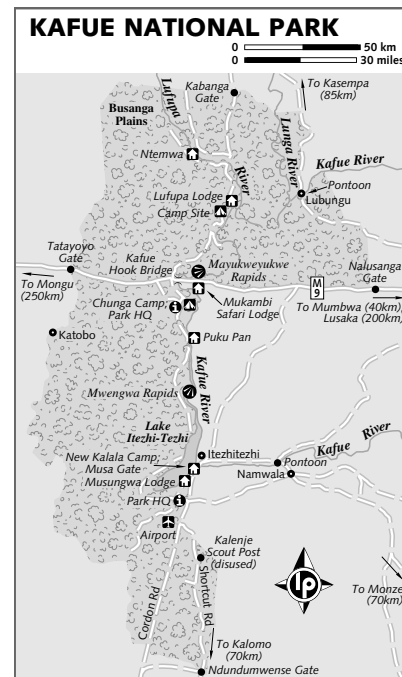 KAFUE NATIONAL PARK
0 50 km
0 30 miles
To Kasempa
(85km)
Kabanga
Gate
Lufupa
Busanga
Plains
Lunga River
Kafue River
Ntemwa
River
Pontoon
Lubungu
Lufupa Lodge
Camp Site
Tatayoyo
Gate
Kafue
Hook Bridge
Mayukweyukwe
Rapids
Nalusanga
Gate
To Mongu
(250km)
M
9
Chunga Camp;
Park HQ
Mukambi
Safari Lodge
To Mumbwa (40km);
Lusaka (200km)
Katobo
Puku Pan
Kafue River
Mwengwa Rapids
Lake
Itezhi-Tezhi
Kafue River
New Kalala Camp;
Musa Gate
Itezhitezhi
Pontoon
Musungwa Lodge
Namwala
Park HQ
Airport
Kalenje
Scout Post
(disused)
lp
Cordon Rd
Shortcut Rd
To Monze
(70km)
To Kalomo
(70km)
Ndundumwense Gate